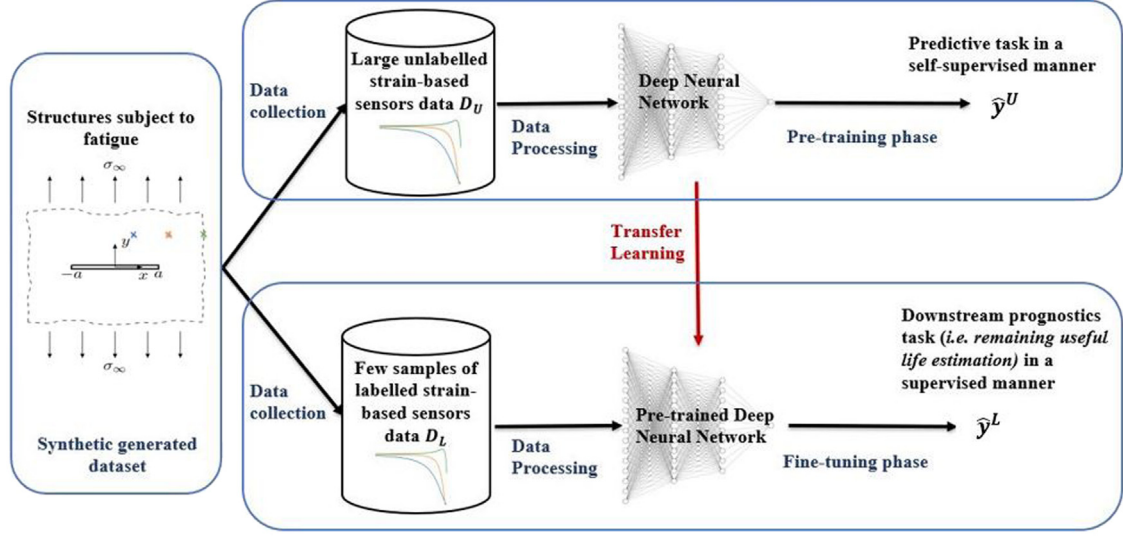 Structures subject to
fatigue
σ∞
y
−a
x
a
σ∞
Synthetic generated
dataset
Data
collection
Large unlabelled
strain-based
sensors data D_U
Data
Processing
Deep Neural
Network
Predictive task in a
self-supervised manner
ŷ^U
Pre-training phase
Transfer
Learning
Data
collection
Few samples of
labelled strain-
based sensors
data D_L
Data
Processing
Pre-trained Deep
Neural Network
Downstream prognostics
task (i.e. remaining useful
life estimation) in a
supervised manner
ŷ^L
Fine-tuning phase